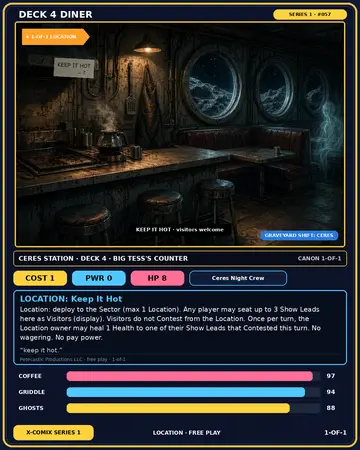 DECK 4 DINER
SERIES 1 · #057
1-OF-1 LOCATION
KEEP IT HOT
KEEP IT HOT · visitors welcome
GRAVEYARD SHIFT: CERES
CERES STATION · DECK 4 · BIG TESS'S COUNTER
CANON 1-OF-1
COST 1
PWR 0
HP 8
Ceres Night Crew
LOCATION: Keep It Hot
Location: deploy to the Sector (max 1 Location). Any player may seat up to 3 Show Leads
here as Visitors (display). Visitors do not Contest from the Location. Once per turn, the
Location owner may heal 1 Health to one of their Show Leads that Contested this turn. No
wagering. No pay power.
"keep it hot."
Petercastic Productions LLC · free play · 1-of-1
COFFEE
97
GRIDDLE
94
GHOSTS
88
X-COMIX SERIES 1
LOCATION · FREE PLAY
1-OF-1